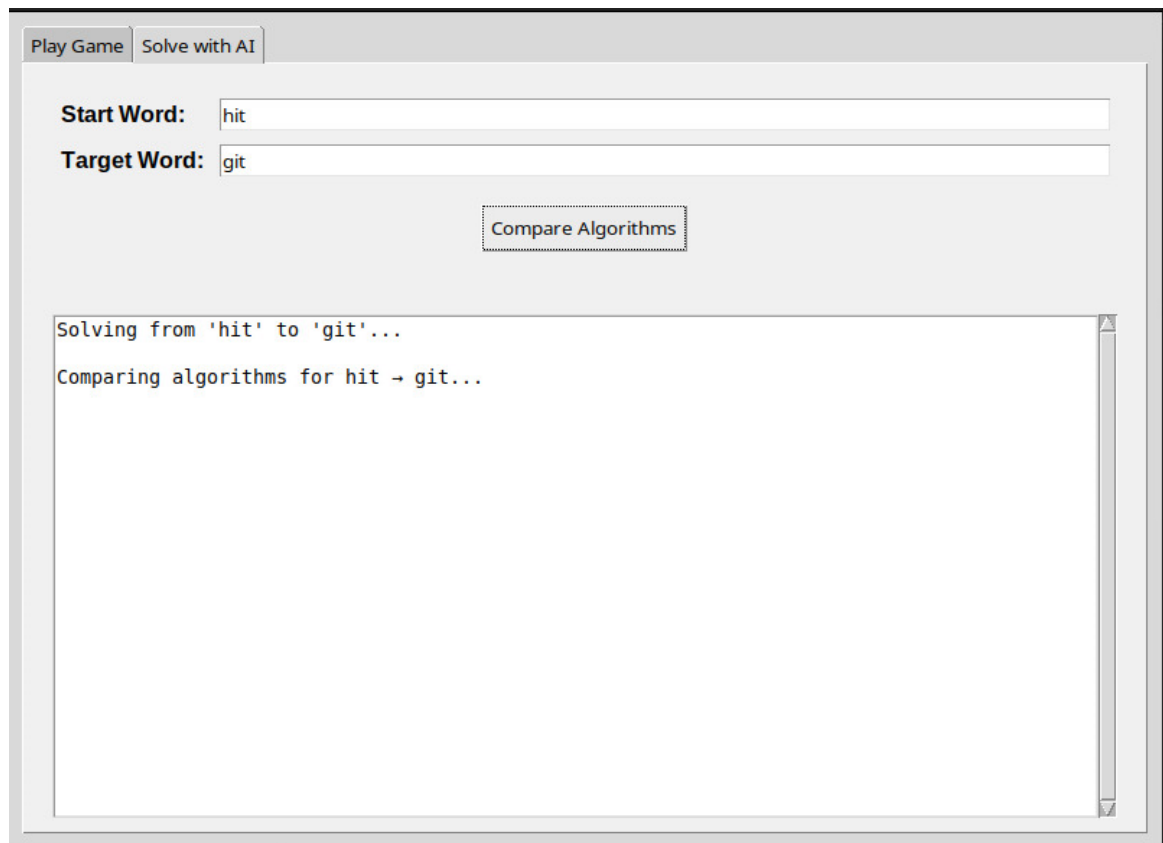 Play Game Solve with AI
Start Word: hit
Target Word: git
Compare Algorithms
Solving from 'hit' to 'git'...
Comparing algorithms for hit → git...